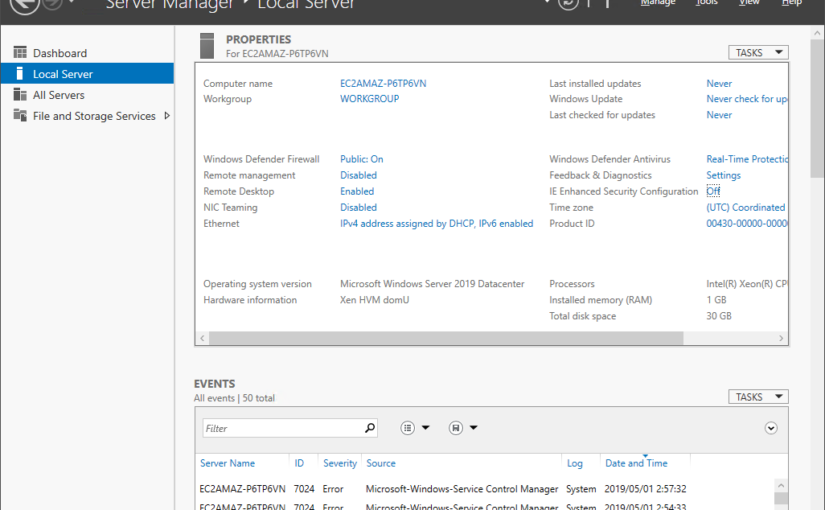 Server Manager • Local Server
Manage Tools View Help
Dashboard
Local Server
All Servers
File and Storage Services
PROPERTIES
For EC2AMAZ-P6TP6VN
TASKS
Computer name EC2AMAZ-P6TP6VN Last installed updates Never
Workgroup WORKGROUP Windows Update Never check for up
Last checked for updates Never
Windows Defender Firewall Public: On Windows Defender Antivirus Real-Time Protectio
Remote management Disabled Feedback & Diagnostics Settings
Remote Desktop Enabled IE Enhanced Security Configuration Off
NIC Teaming Disabled Time zone (UTC) Coordinated
Ethernet IPv4 address assigned by DHCP, IPv6 enabled Product ID 00430-00000-0000
Operating system version Microsoft Windows Server 2019 Datacenter Processors Intel(R) Xeon(R) CP
Hardware information Xen HVM domU Installed memory (RAM) 1 GB
Total disk space 30 GB
EVENTS
All events | 50 total
TASKS
Filter
Server Name ID Severity Source Log Date and Time
EC2AMAZ-P6TP6VN 7024 Error Microsoft-Windows-Service Control Manager System 2019/05/01 2:57:32
EC2AMAZ-P6TP6VN 7024 Error Microsoft-Windows-Service Control Manager System 2019/05/01 2:54:33